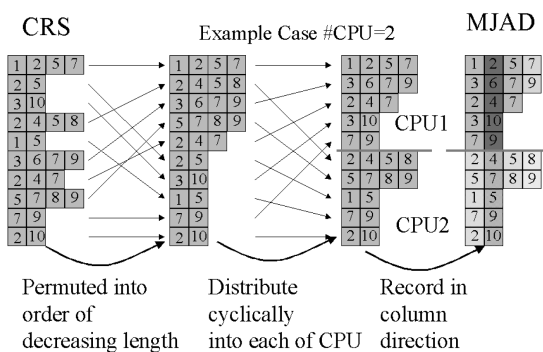 CRS
Example Case #CPU=2
MJAD
1 2 5 7
2 5
3 10
2 4 5 8
1 5
3 6 7 9
2 4 7
5 7 8 9
7 9
2 10
1 2 5 7
2 4 5 8
3 6 7 9
5 7 8 9
2 4 7
2 5
3 10
1 5
7 9
2 10
1 2 5 7
3 6 7 9
2 4 7
3 10
7 9
CPU1
2 4 5 8
5 7 8 9
1 5
7 9
2 10
CPU2
1 2 5 7
3 6 7 9
2 4 7
3 10
7 9
2 4 5 8
5 7 8 9
1 5
7 9
2 10
Permuted into
order of
decreasing length
Distribute
cyclically
into each of CPU
Record in
column
direction